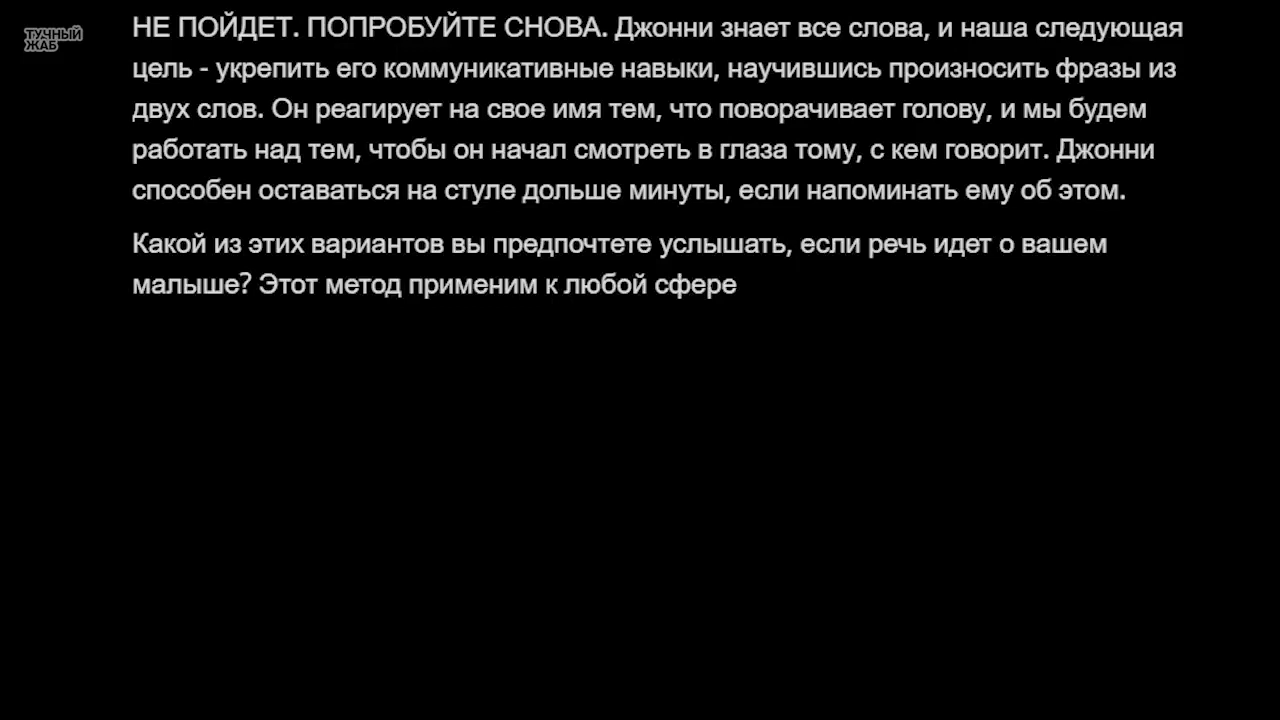 ТУЧНЫЙ
ЖАБ
НЕ ПОЙДЕТ. ПОПРОБУЙТЕ СНОВА. Джонни знает все слова, и наша следующая
цель - укрепить его коммуникативные навыки, научившись произносить фразы из
двух слов. Он реагирует на свое имя тем, что поворачивает голову, и мы будем
работать над тем, чтобы он начал смотреть в глаза тому, с кем говорит. Джонни
способен оставаться на стуле дольше минуты, если напоминать ему об этом.
Какой из этих вариантов вы предпочтете услышать, если речь идет о вашем
малыше? Этот метод применим к любой сфере